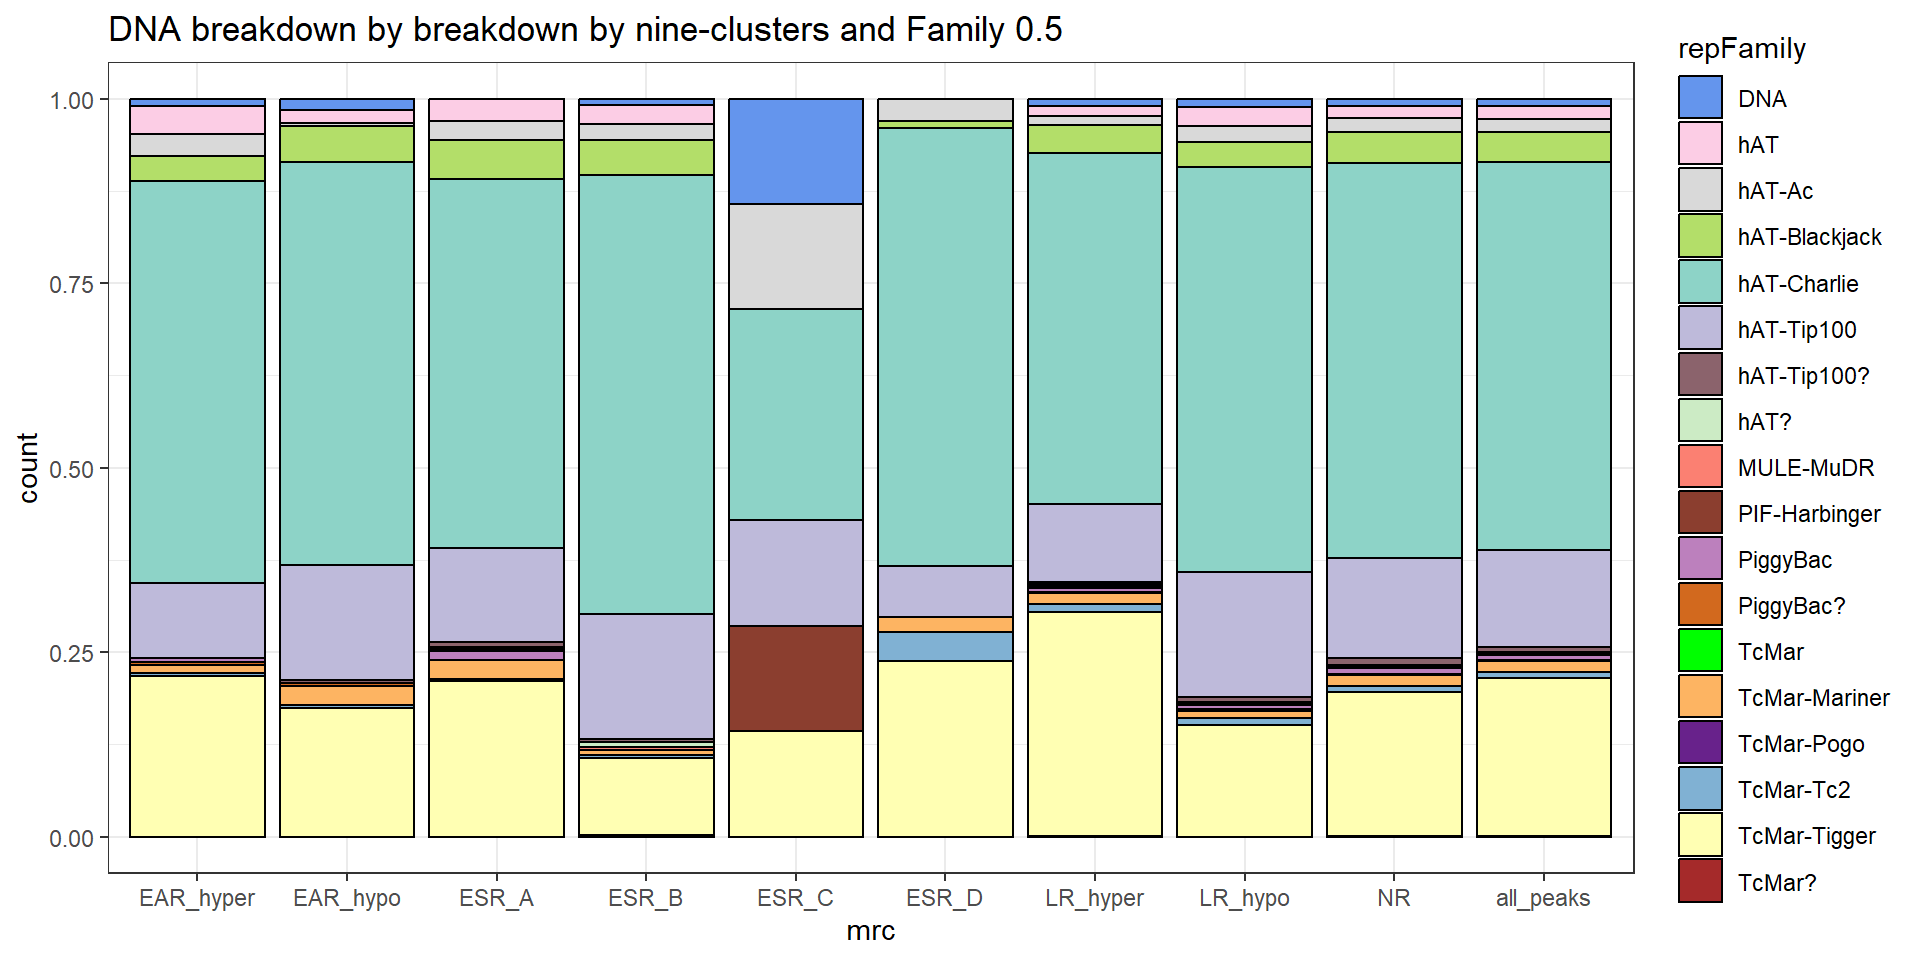 DNA breakdown by breakdown by nine-clusters and Family 0.5
repFamily
DNA
hAT
hAT-Ac
hAT-Blackjack
hAT-Charlie
hAT-Tip100
hAT-Tip100?
hAT?
MULE-MuDR
PIF-Harbinger
PiggyBac
PiggyBac?
TcMar
TcMar-Mariner
TcMar-Pogo
TcMar-Tc2
TcMar-Tigger
TcMar?
count
1.00
0.75
0.50
0.25
0.00
EAR_hyper EAR_hypo ESR_A ESR_B ESR_C ESR_D LR_hyper LR_hypo NR all_peaks
mrc